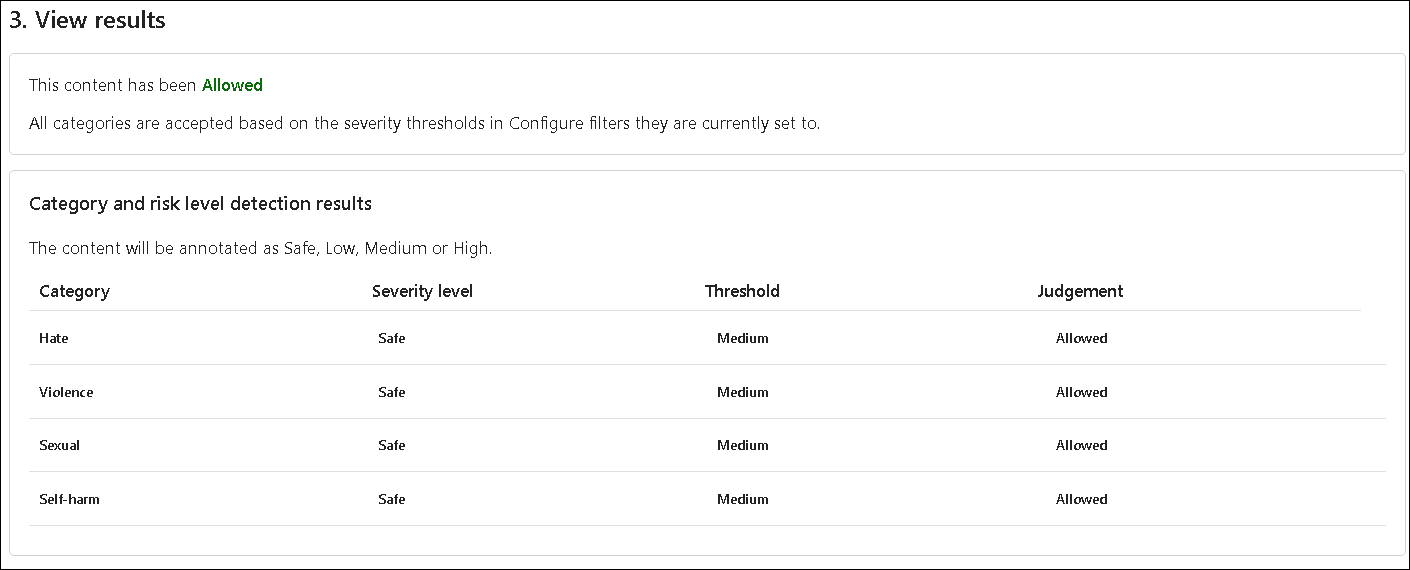 3. View results
This content has been Allowed
All categories are accepted based on the severity thresholds in Configure filters they are currently set to.
Category and risk level detection results
The content will be annotated as Safe, Low, Medium or High.
Category Severity level Threshold Judgement
Hate Safe Medium Allowed
Violence Safe Medium Allowed
Sexual Safe Medium Allowed
Self-harm Safe Medium Allowed